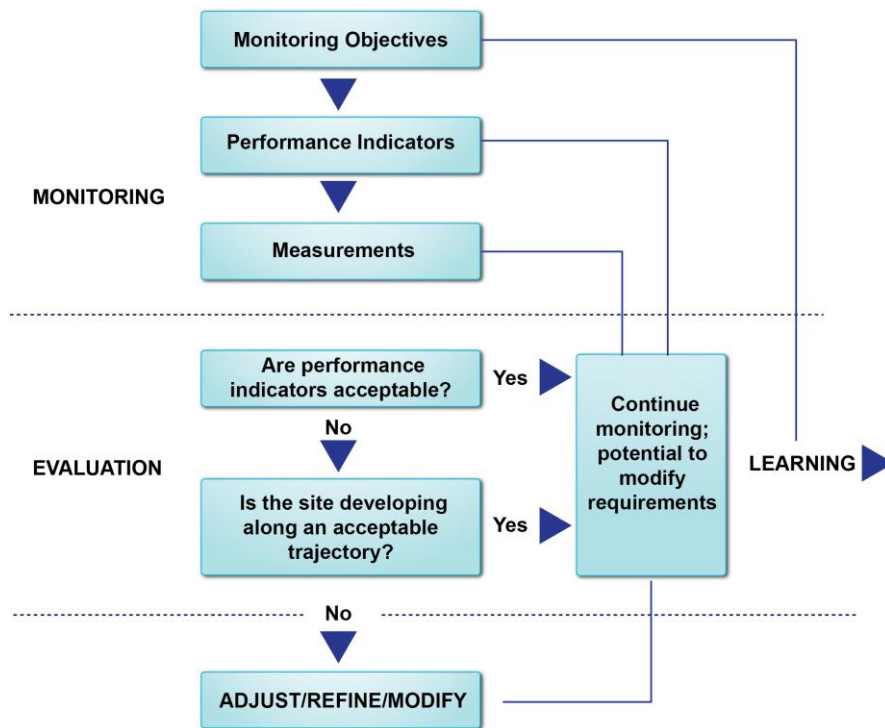 Monitoring Objectives
Performance Indicators
MONITORING
Measurements
Are performance
indicators acceptable?
Yes
No
Continue
monitoring;
potential to
modify
requirements
EVALUATION
LEARNING
Is the site developing
along an acceptable
trajectory?
Yes
No
ADJUST/REFINE/MODIFY